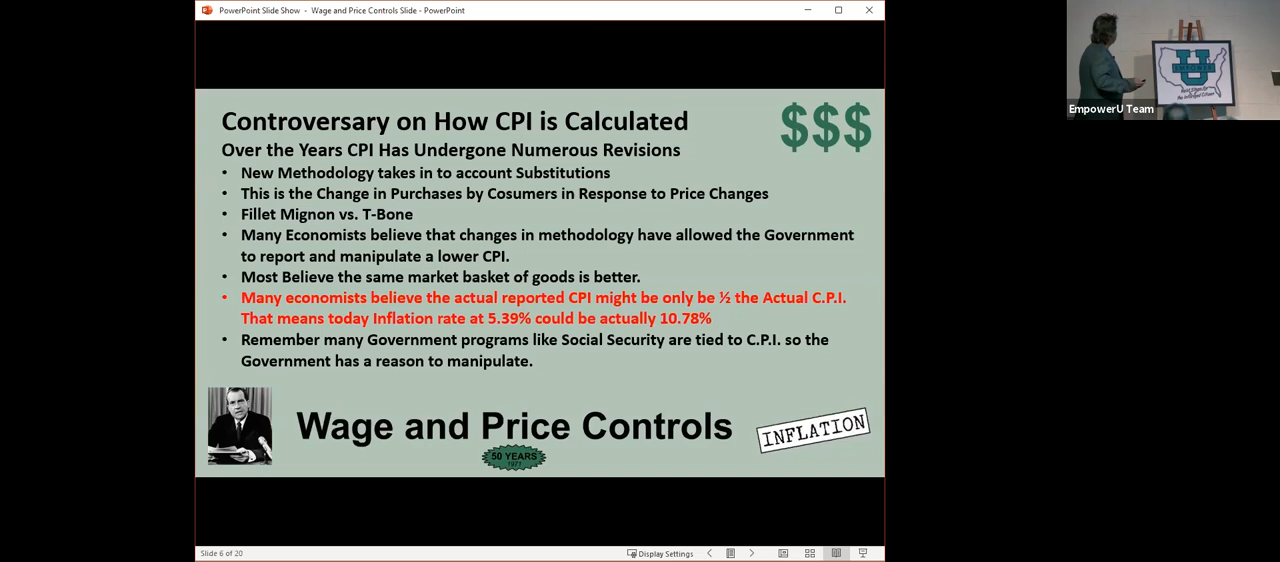 PowerPoint Slide Show - Wage and Price Controls Slide - PowerPoint
Controversary on How CPI is Calculated
$$$
Over the Years CPI Has Undergone Numerous Revisions
• New Methodology takes in to account Substitutions
• This is the Change in Purchases by Cosumers in Response to Price Changes
• Fillet Mignon vs. T-Bone
• Many Economists believe that changes in methodology have allowed the Government
to report and manipulate a lower CPI.
• Most Believe the same market basket of goods is better.
• Many economists believe the actual reported CPI might be only be ½ the Actual C.P.I.
That means today Inflation rate at 5.39% could be actually 10.78%
• Remember many Government programs like Social Security are tied to C.P.I. so the
Government has a reason to manipulate.
Wage and Price Controls
INFLATION
50 YEARS
1971
Slide 6 of 20
Display Settings
U
EmpowerU Team